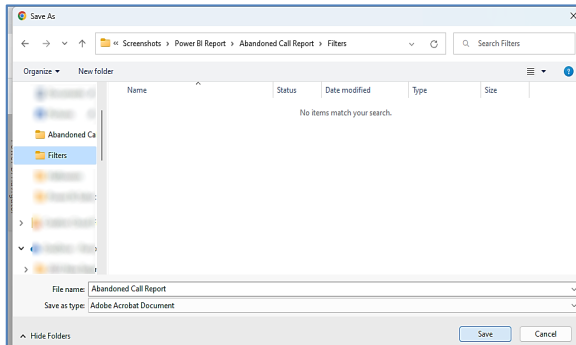 Save As
« Screenshots > Power BI Report > Abandoned Call Report > Filters
Search Filters
Organize New folder
Name Status Date modified Type Size
No items match your search.
Abandoned Ca
Filters
File name: Abandoned Call Report
Save as type: Adobe Acrobat Document
Hide Folders
Save Cancel